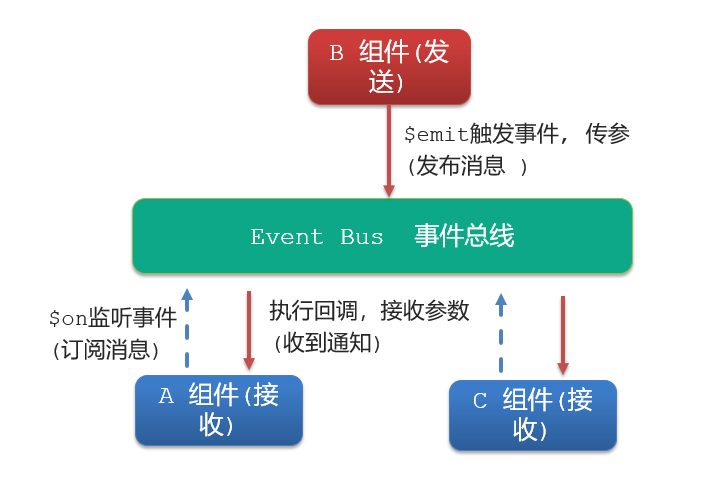 B 组件(发
送)
$emit触发事件, 传参
(发布消息 )
Event Bus 事件总线
$on监听事件
(订阅消息)
执行回调, 接收参数
(收到通知)
A 组件(接
收)
C 组件(接
收)